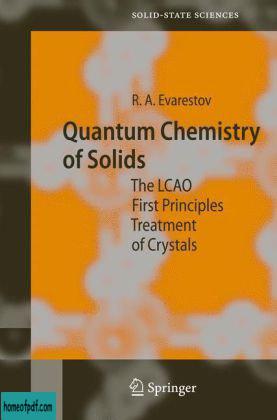 SOLID-STATE SCIENCES
R. A. Evarestov
Quantum Chemistry
of Solids
The LCAO
First Principles
Treatment
of Crystals
Springer
homeofpdf.com